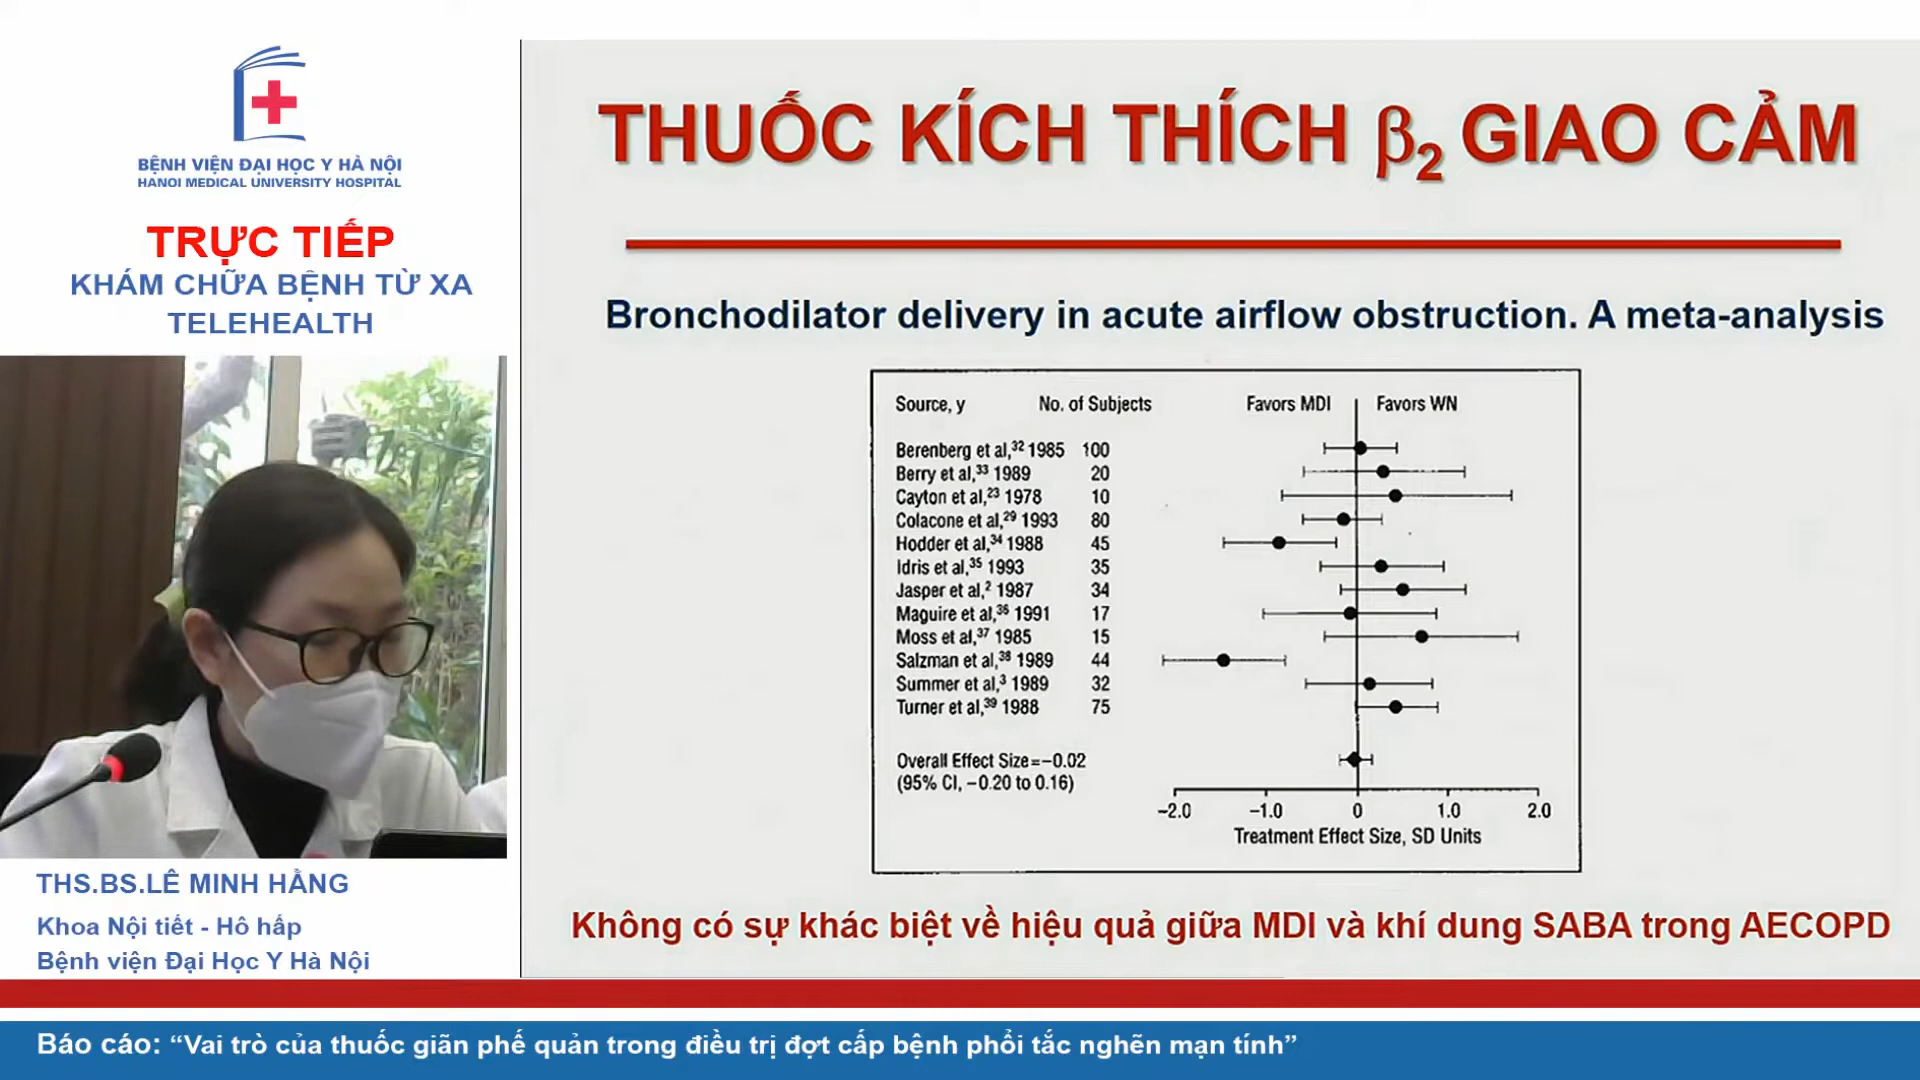 BỆNH VIỆN ĐẠI HỌC Y HÀ NỘI
HANOI MEDICAL UNIVERSITY HOSPITAL
TRỰC TIẾP
KHÁM CHỮA BỆNH TỪ XA
TELEHEALTH
THS.BS.LÊ MINH HẰNG
Khoa Nội tiết - Hô hấp
Bệnh viện Đại Học Y Hà Nội
THUỐC KÍCH THÍCH β2 GIAO CẢM
Bronchodilator delivery in acute airflow obstruction. A meta-analysis
Source, y No. of Subjects Favors MDI Favors WN
Berenberg et al,32 1985 100
Berry et al,33 1989 20
Cayton et al,23 1978 10
Colacone et al,29 1993 80
Hodder et al,34 1988 45
Idris et al,35 1993 35
Jasper et al,2 1987 34
Maguire et al,36 1991 17
Moss et al,37 1985 15
Salzman et al,38 1989 44
Summer et al,3 1989 32
Turner et al,39 1988 75
Overall Effect Size=−0.02
(95% CI, −0.20 to 0.16)
−2.0 −1.0 0 1.0 2.0
Treatment Effect Size, SD Units
Không có sự khác biệt về hiệu quả giữa MDI và khí dung SABA trong AECOPD
Báo cáo: “Vai trò của thuốc giãn phế quản trong điều trị đợt cấp bệnh phổi tắc nghẽn mạn tính”